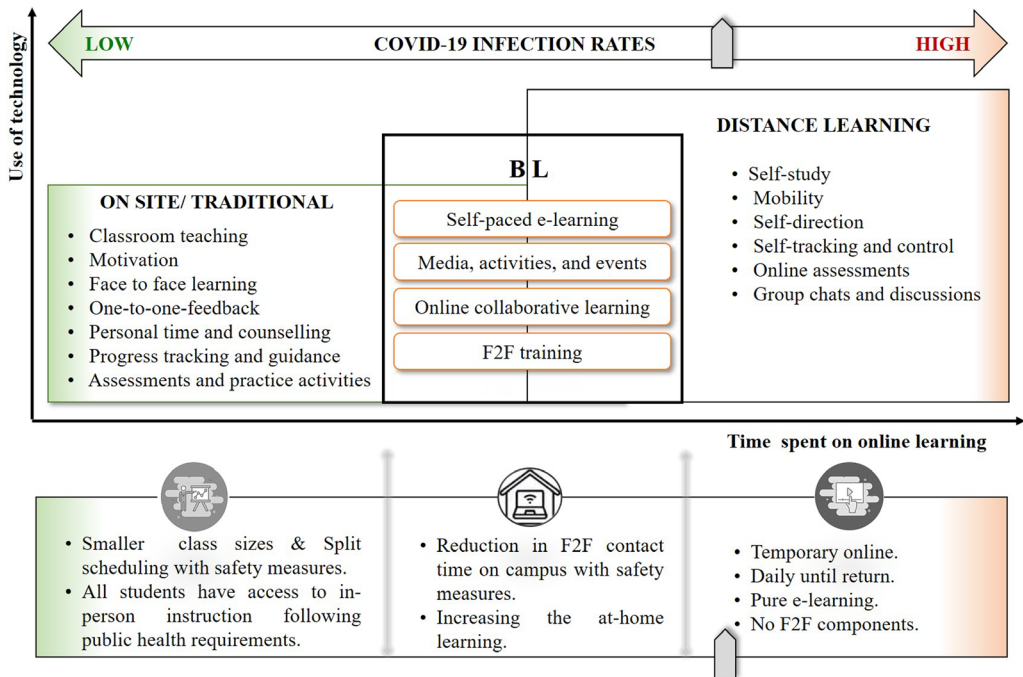 LOW
COVID-19 INFECTION RATES
HIGH
Use of technology
ON SITE/ TRADITIONAL
• Classroom teaching
• Motivation
• Face to face learning
• One-to-one-feedback
• Personal time and counselling
• Progress tracking and guidance
• Assessments and practice activities
BL
Self-paced e-learning
Media, activities, and events
Online collaborative learning
F2F training
DISTANCE LEARNING
• Self-study
• Mobility
• Self-direction
• Self-tracking and control
• Online assessments
• Group chats and discussions
Time spent on online learning
• Smaller class sizes & Split
scheduling with safety measures.
• All students have access to in-
person instruction following
public health requirements.
• Reduction in F2F contact
time on campus with safety
measures.
• Increasing the at-home
learning.
• Temporary online.
• Daily until return.
• Pure e-learning.
• No F2F components.